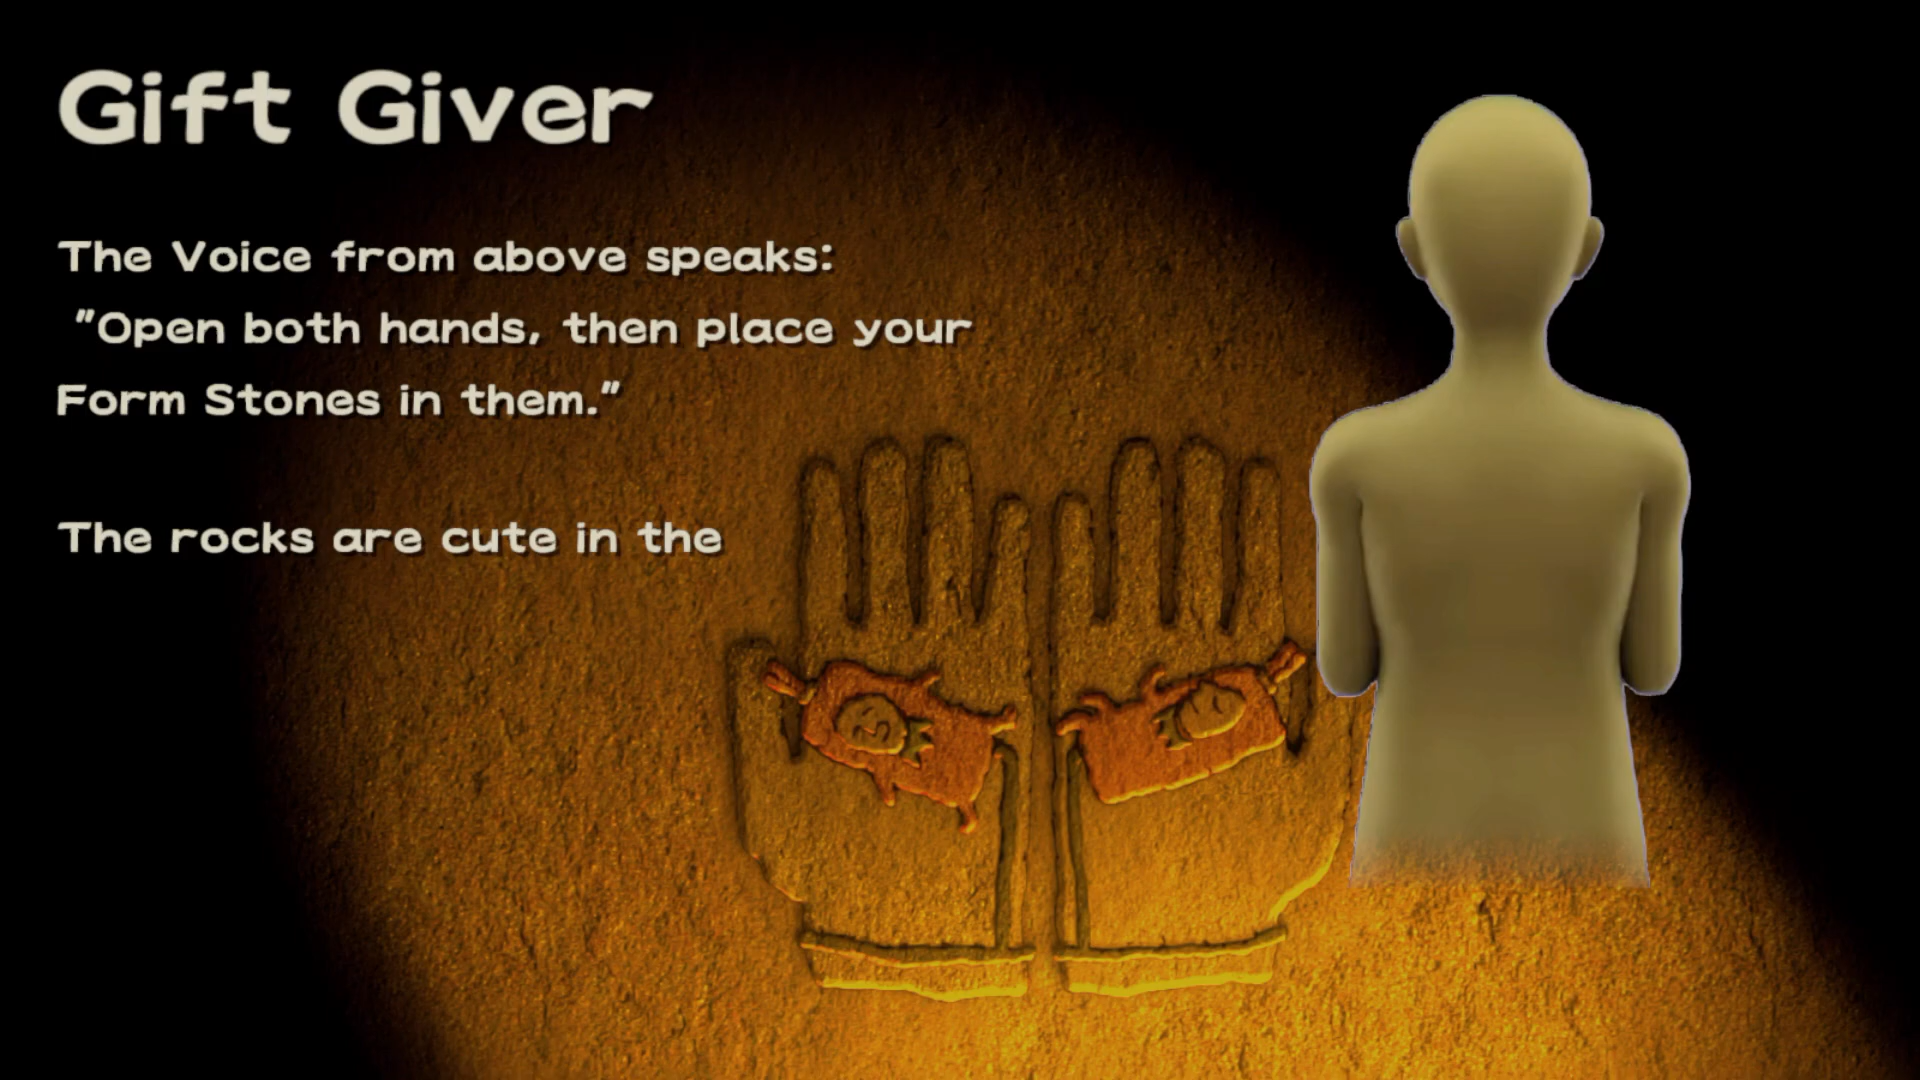 Gift Giver
The Voice from above speaks:
"Open both hands, then place your
Form Stones in them."
The rocks are cute in the